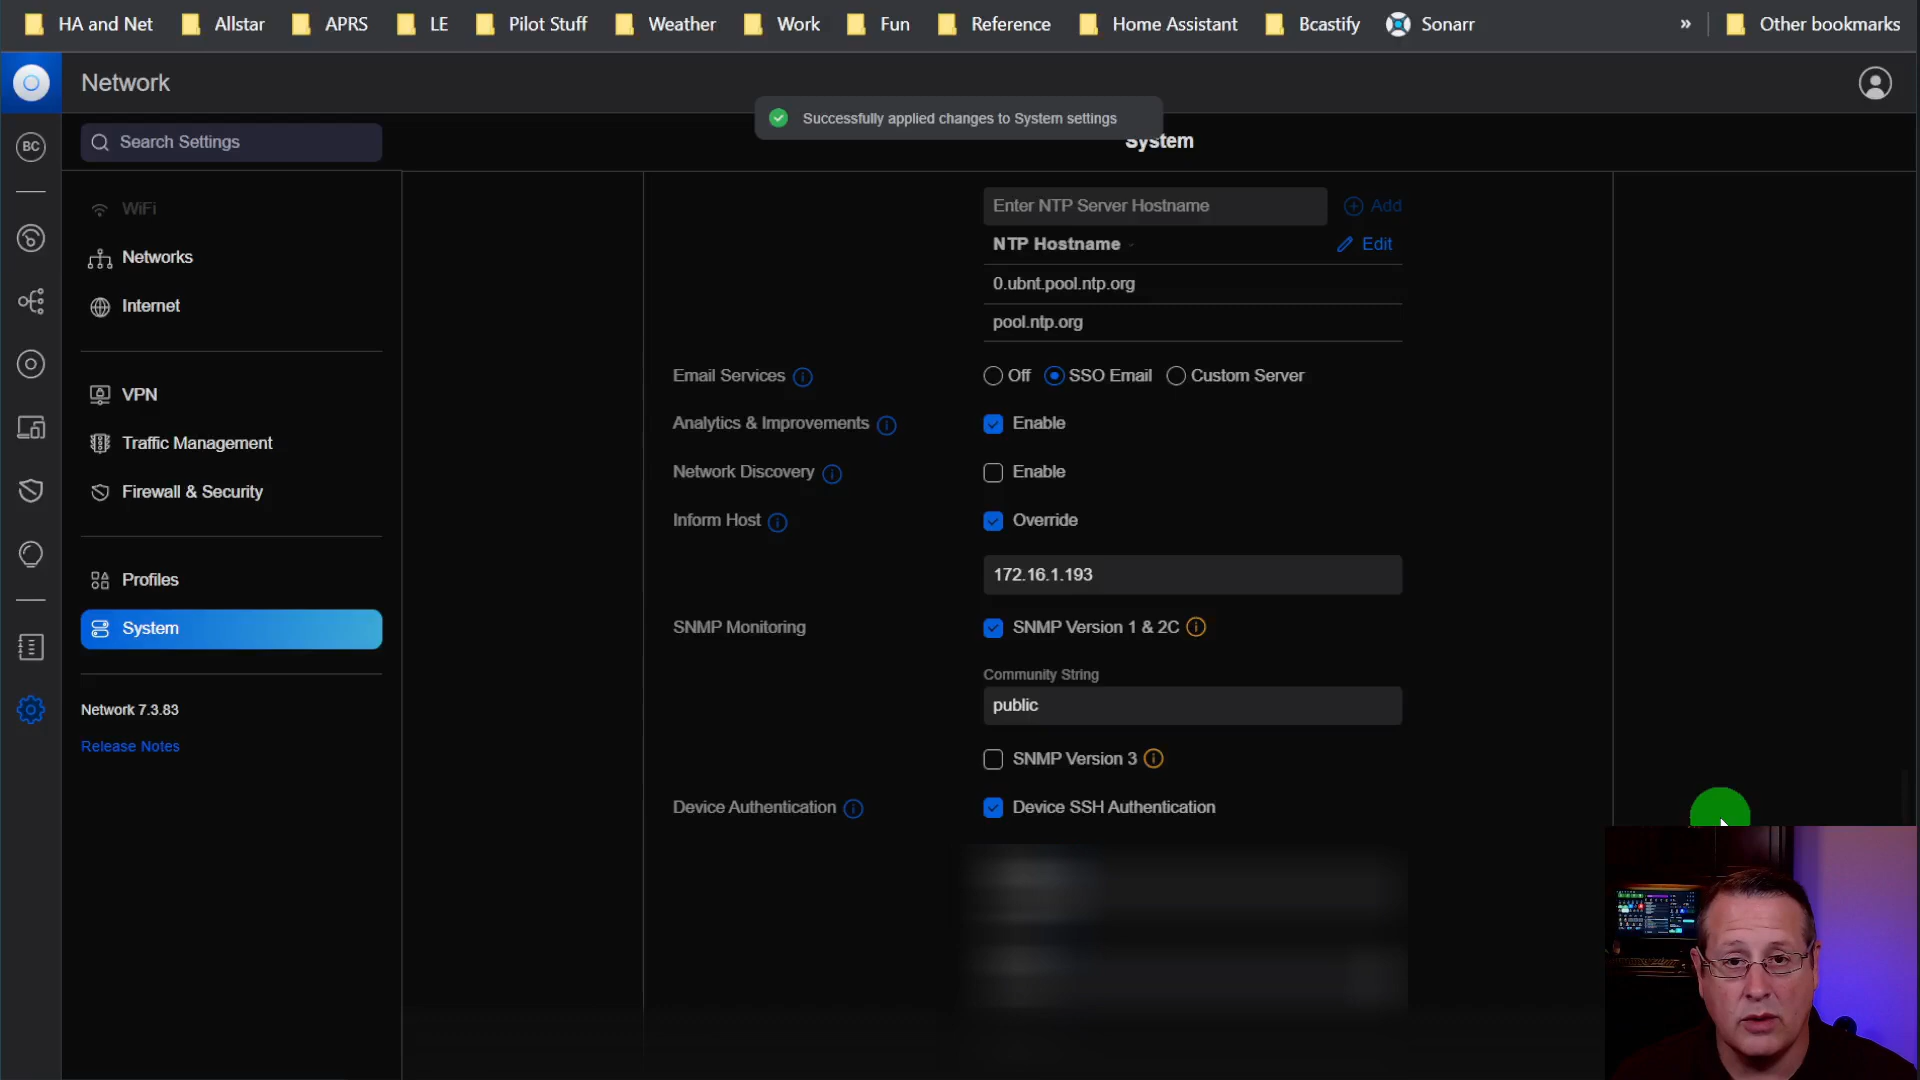 HA and Net
Allstar
APRS
LE
Pilot Stuff
Weather
Work
Fun
Reference
Home Assistant
Bcastify
Sonarr
»
Other bookmarks
Network
Successfully applied changes to System settings
BC
Search Settings
System
WiFi
Networks
Internet
VPN
Traffic Management
Firewall & Security
Profiles
System
Network 7.3.83
Release Notes
Enter NTP Server Hostname
Add
NTP Hostname
Edit
0.ubnt.pool.ntp.org
pool.ntp.org
Email Services
Off
SSO Email
Custom Server
Analytics & Improvements
Enable
Network Discovery
Enable
Inform Host
Override
172.16.1.193
SNMP Monitoring
SNMP Version 1 & 2C
Community String
public
SNMP Version 3
Device Authentication
Device SSH Authentication